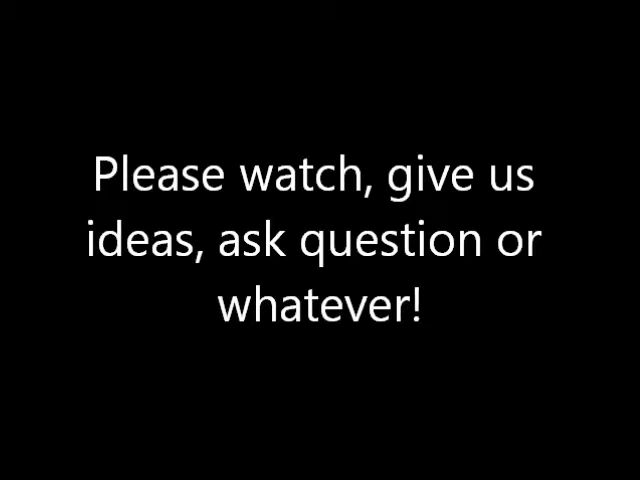 Please watch, give us
ideas, ask question or
whatever!